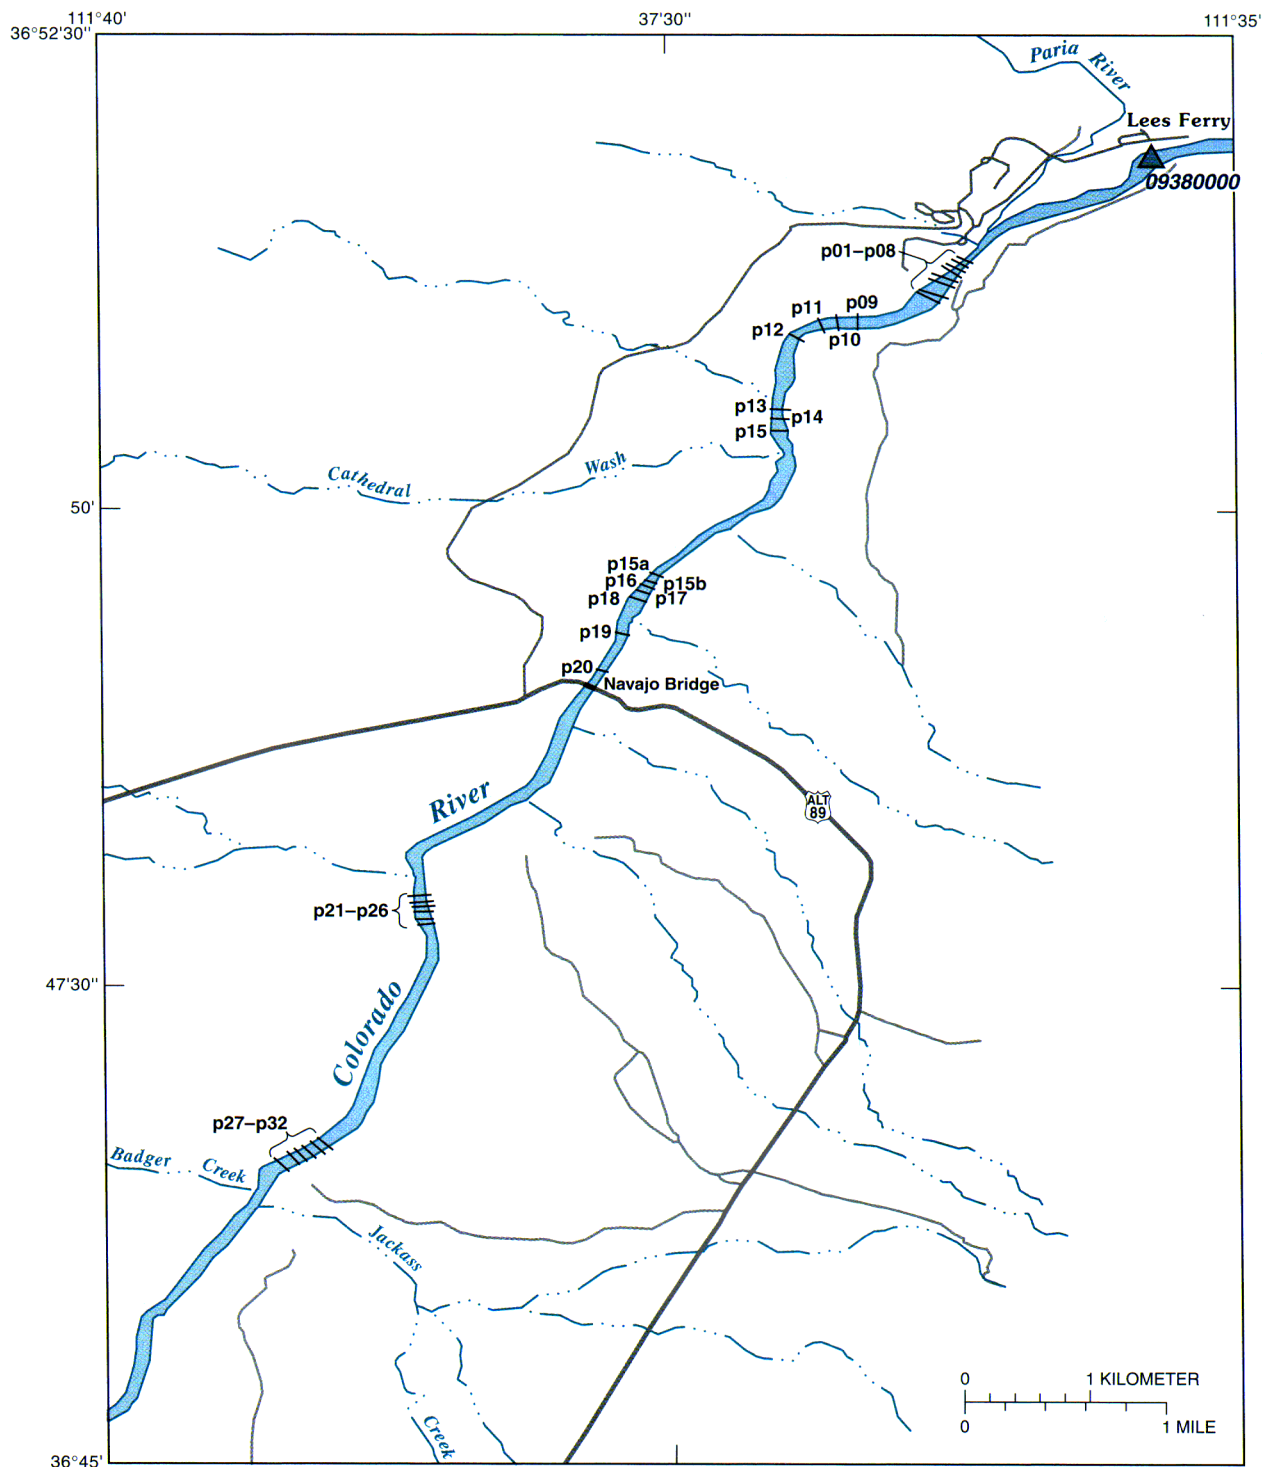 111°40'
37'30"
111°35'
36°52'30"
Paria River
Lees Ferry
09380000
p01–p08
p11
p09
p12
p10
p13
p14
p15
Cathedral Wash
50'
p15a
p16
p15b
p18
p17
p19
p20
Navajo Bridge
River
ALT
89
p21–p26
47'30"
Colorado
p27–p32
Badger Creek
Jackass
Creek
0 1 KILOMETER
0 1 MILE
36°45'